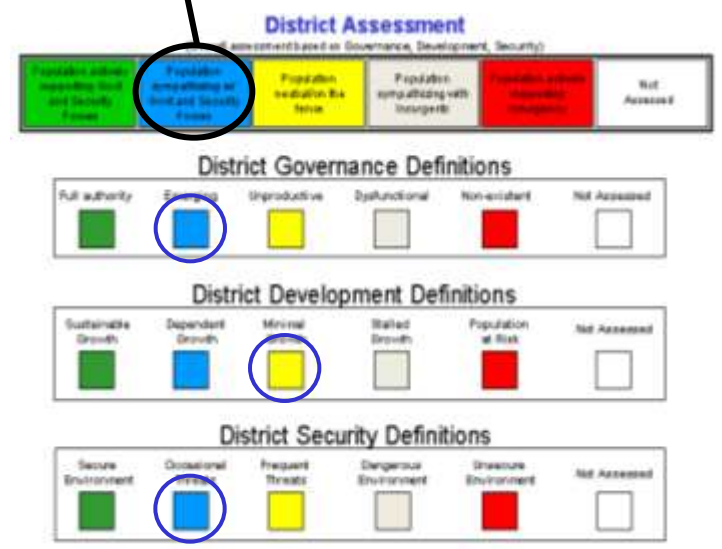 District Assessment
assessment based on Governance, Development, Security)
Population actively supporting Govt and Security Forces
Population sympathizing w/ Govt and Security Forces
Population neutral/on the fence
Population sympathizing with Insurgents
Population actively supporting Insurgents
Not Assessed
District Governance Definitions
Full authority Emerging Unproductive Dysfunctional Non-existent Not Assessed
District Development Definitions
Sustainable Growth Dependent Growth Minimal Growth Stalled Growth Population at Risk Not Assessed
District Security Definitions
Secure Environment Occasional Threats Frequent Threats Dangerous Environment Unsecure Environment Not Assessed